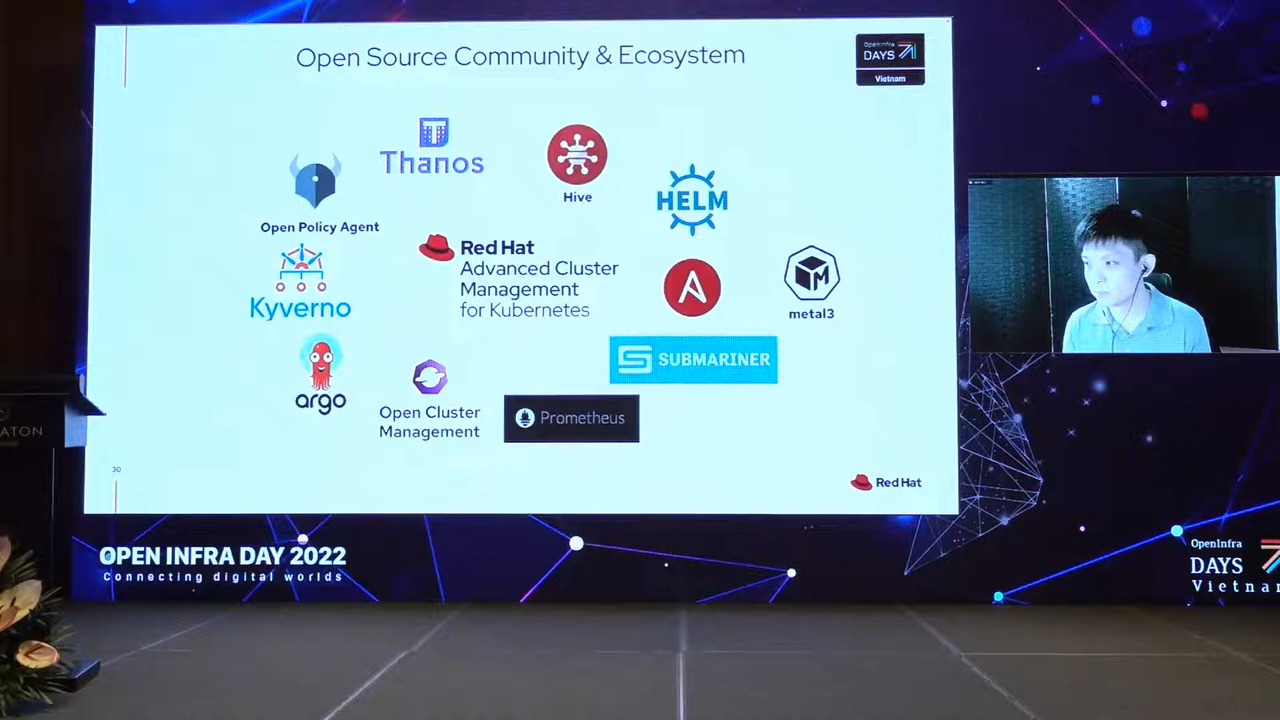 Open Source Community & Ecosystem
OpenInfra
DAYS
Vietnam
Thanos
Hive
HELM
Open Policy Agent
Red Hat
Advanced Cluster
Management
for Kubernetes
Kyverno
metal3
SUBMARINER
argo
Open Cluster
Management
Prometheus
30
Red Hat
ATON
OPEN INFRA DAY 2022
Connecting digital worlds
OpenInfra
DAYS
Vietnam